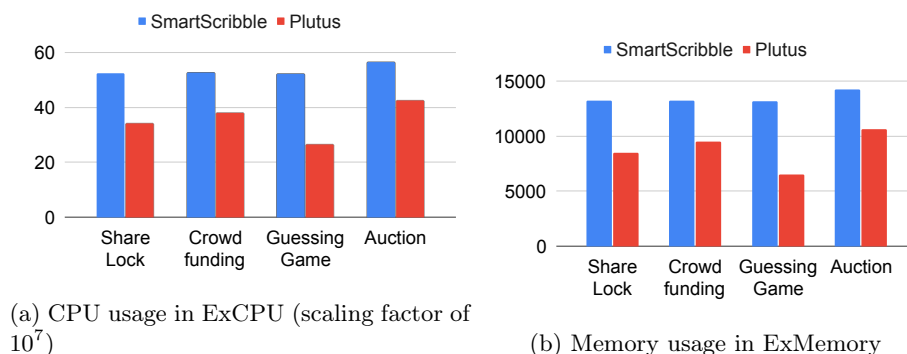 SmartScribble Plutus
60
40
20
0
Share Lock
Crowd funding
Guessing Game
Auction
(a) CPU usage in ExCPU (scaling factor of
10^7)
SmartScribble Plutus
15000
10000
5000
0
Share Lock
Crowd funding
Guessing Game
Auction
(b) Memory usage in ExMemory